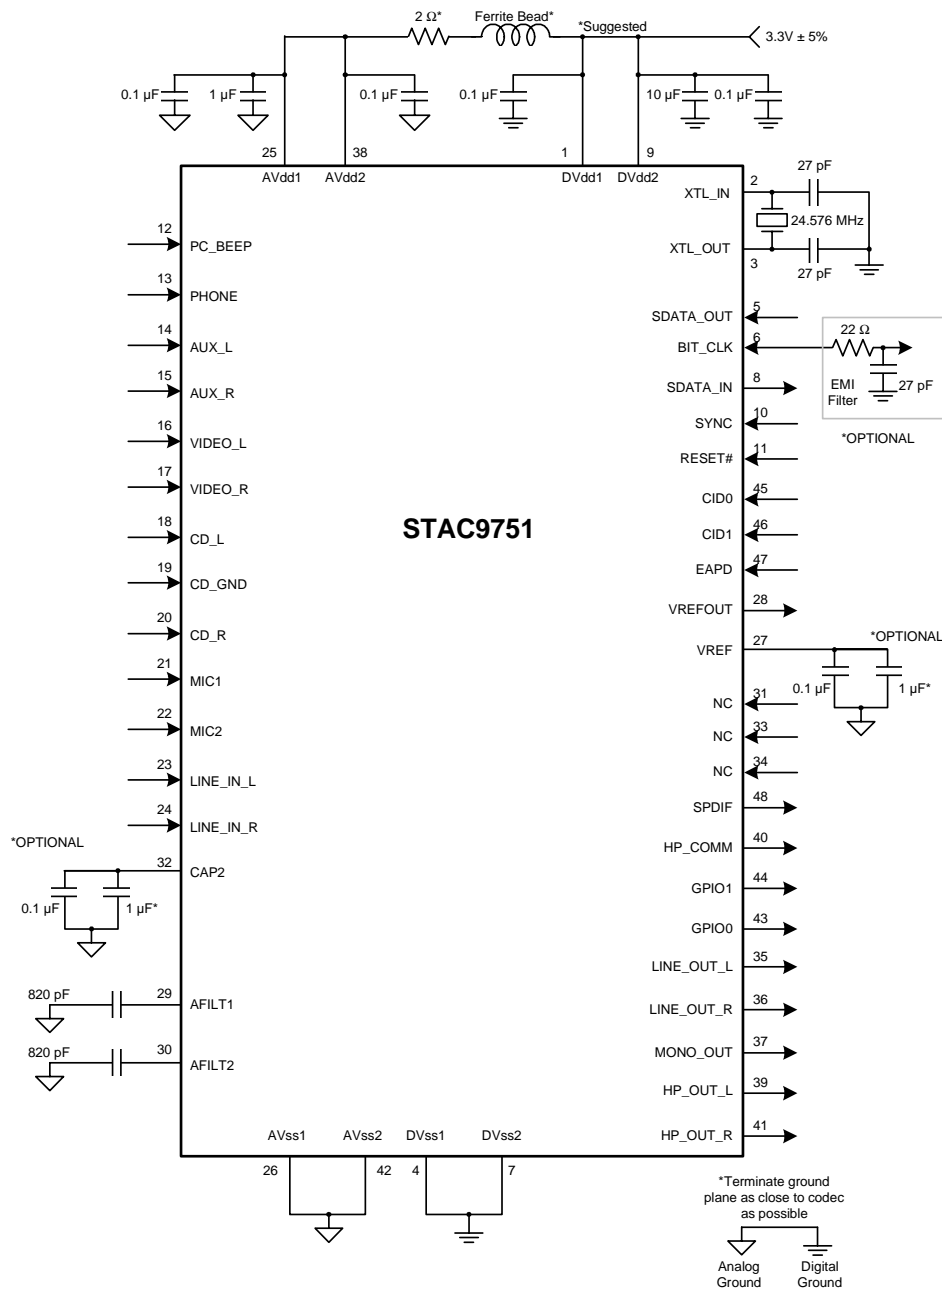 2 Ω*
Ferrite Bead*
*Suggested
3.3V ± 5%
0.1 µF
1 µF
0.1 µF
0.1 µF
10 µF
0.1 µF
25
38
1
9
AVdd1
AVdd2
DVdd1
DVdd2
27 pF
2
XTL_IN
24.576 MHz
XTL_OUT
3
27 pF
12
PC_BEEP
13
PHONE
14
AUX_L
15
AUX_R
16
VIDEO_L
17
VIDEO_R
18
CD_L
19
CD_GND
20
CD_R
21
MIC1
22
MIC2
23
LINE_IN_L
24
LINE_IN_R
*OPTIONAL
32
CAP2
0.1 µF
1 µF*
820 pF
29
AFILT1
820 pF
30
AFILT2
STAC9751
SDATA_OUT
5
BIT_CLK
6
22 Ω
EMI
Filter
27 pF
*OPTIONAL
SDATA_IN
8
SYNC
10
RESET#
11
CID0
45
CID1
46
EAPD
47
VREFOUT
28
VREF
27
*OPTIONAL
0.1 µF
1 µF*
NC
31
NC
33
NC
34
SPDIF
48
HP_COMM
40
GPIO1
44
GPIO0
43
LINE_OUT_L
35
LINE_OUT_R
36
MONO_OUT
37
HP_OUT_L
39
HP_OUT_R
41
AVss1
AVss2
DVss1
DVss2
26
42
4
7
*Terminate ground
plane as close to codec
as possible
Analog
Ground
Digital
Ground